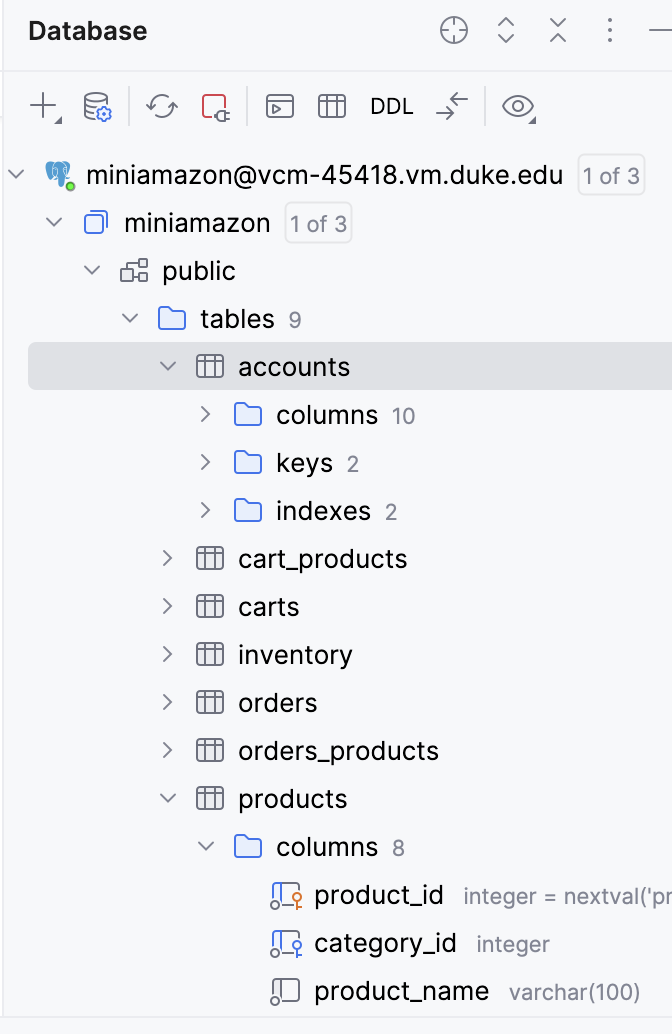 Database
DDL
miniamazon@vcm-45418.vm.duke.edu 1 of 3
miniamazon 1 of 3
public
tables 9
accounts
columns 10
keys 2
indexes 2
cart_products
carts
inventory
orders
orders_products
products
columns 8
product_id integer = nextval('pr
category_id integer
product_name varchar(100)